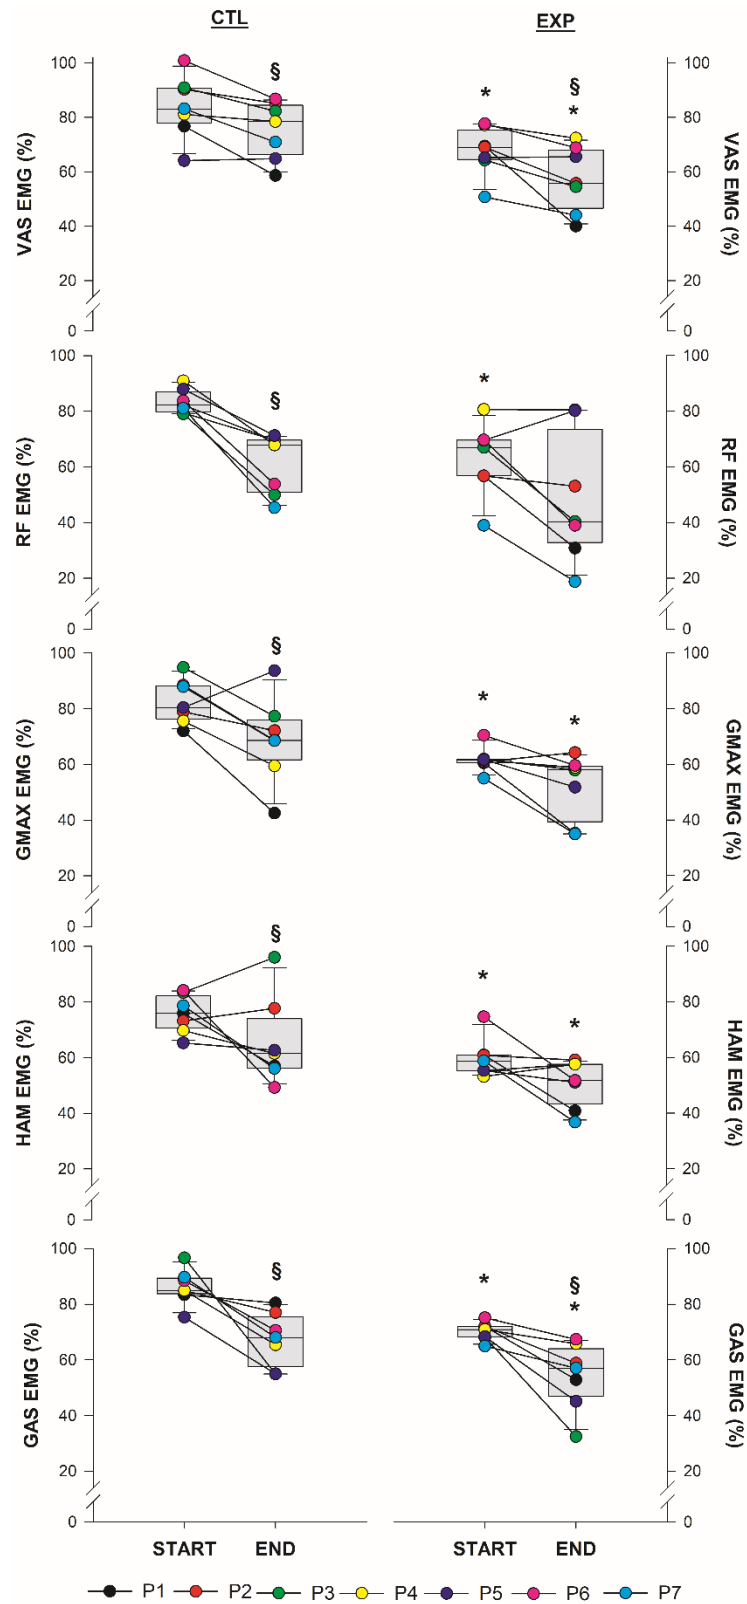 CTL EXP
100 § 100
80 * § * 80
VAS EMG (%) 60 60 VAS EMG (%)
40 40
20 20
0 0
100 100
80 § * 80
RF EMG (%) 60 60 RF EMG (%)
40 40
20 20
0 0
100 § 100
80 * * 80
GMAX EMG (%) 60 60 GMAX EMG (%)
40 40
20 20
0 0
100 § 100
80 * * 80
HAM EMG (%) 60 60 HAM EMG (%)
40 40
20 20
0 0
100 § 100
80 * § * 80
GAS EMG (%) 60 60 GAS EMG (%)
40 40
20 20
0 0
START END START END
P1 P2 P3 P4 P5 P6 P7